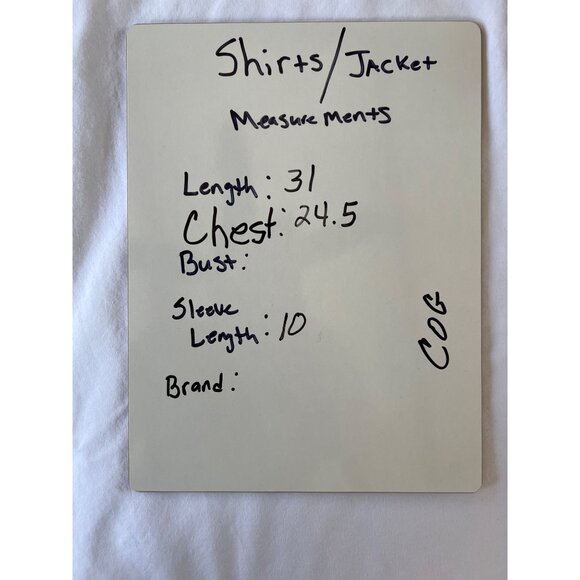 Shirts/Jacket
Measurements
Length: 31
Chest: 24.5
Bust:
Sleeve
Length: 10
Brand:
COG